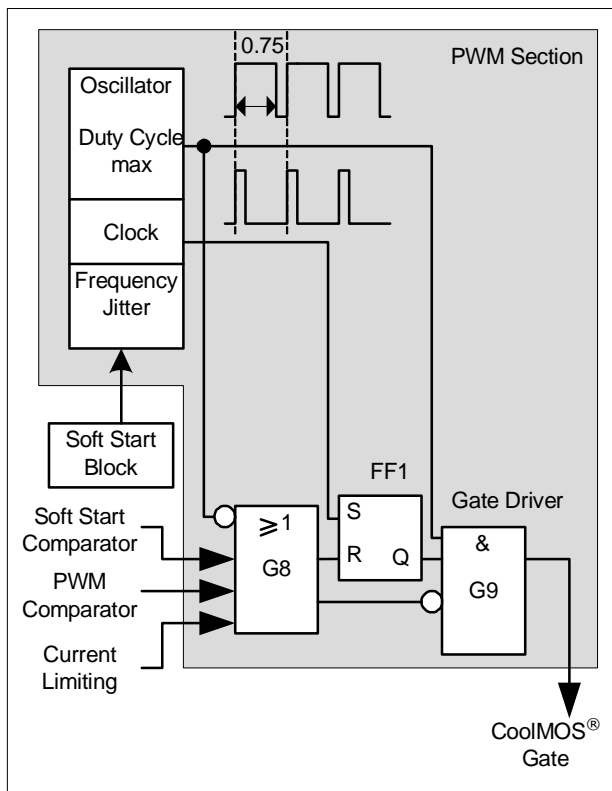 0.75
PWM Section
Oscillator
Duty Cycle
max
Clock
Frequency
Jitter
Soft Start
Block
FF1
Gate Driver
Soft Start
Comparator
PWM
Comparator
Current
Limiting
⩾1
G8
S
R
Q
&
G9
CoolMOS®
Gate